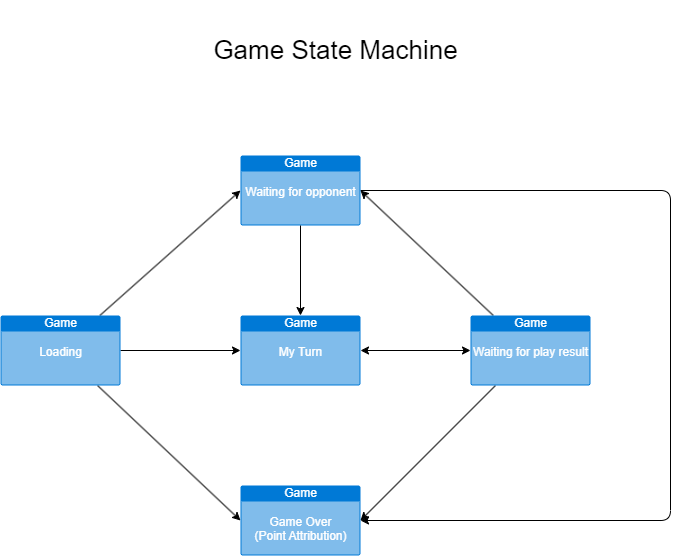 Game State Machine
Game
Waiting for opponent
Game
Loading
Game
My Turn
Game
Waiting for play result
Game
Game Over
(Point Attribution)